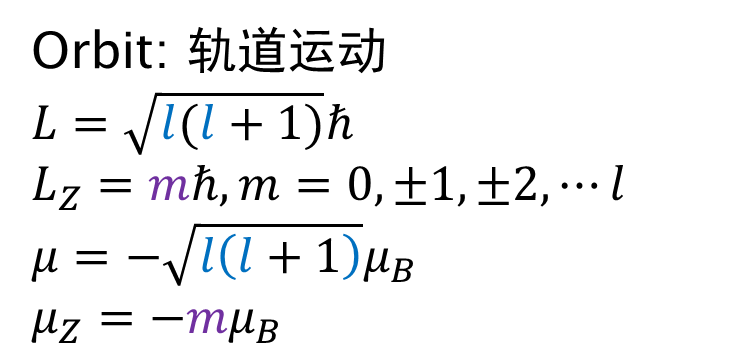 Orbit: 轨道运动
L = √l(l + 1)ℏ
L_Z = mℏ, m = 0, ±1, ±2, ⋯ l
μ = −√l(l + 1)μ_B
μ_Z = −mμ_B